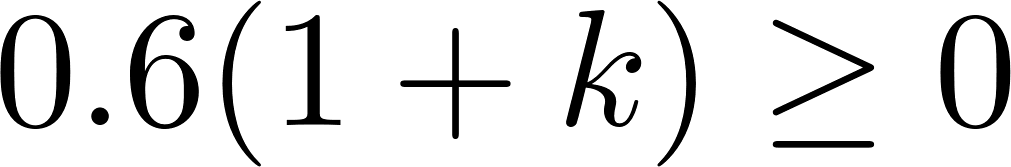 0.6(1 + k) ≥ 0